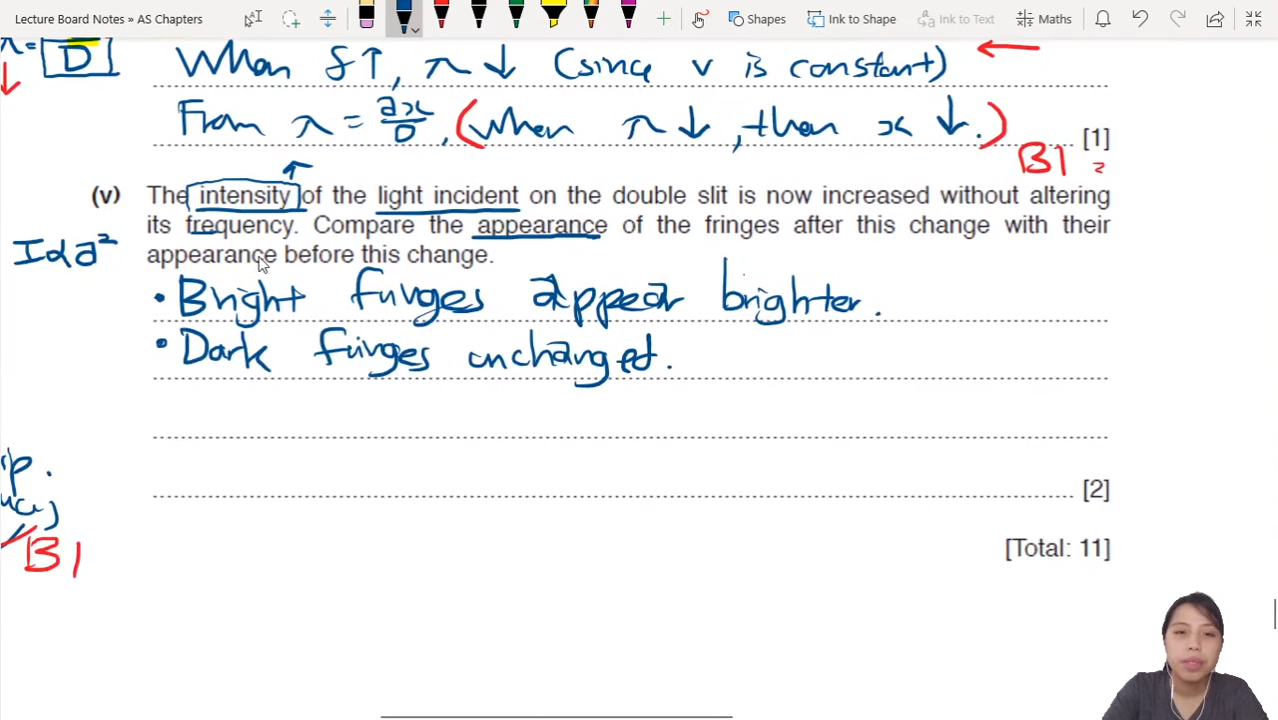 Lecture Board Notes » AS Chapters
Shapes
Ink to Shape
Ink to Text
Maths
λ = D
When f↑, λ ↓ (since v is constant)
From λ = ax/D, (When λ ↓, then x ↓.)
[1]
B1
(v) The intensity of the light incident on the double slit is now increased without altering
its frequency. Compare the appearance of the fringes after this change with their
appearance before this change.
I ∝ a²
• Bright fringes appear brighter.
• Dark fringes unchanged.
[2]
B1
[Total: 11]